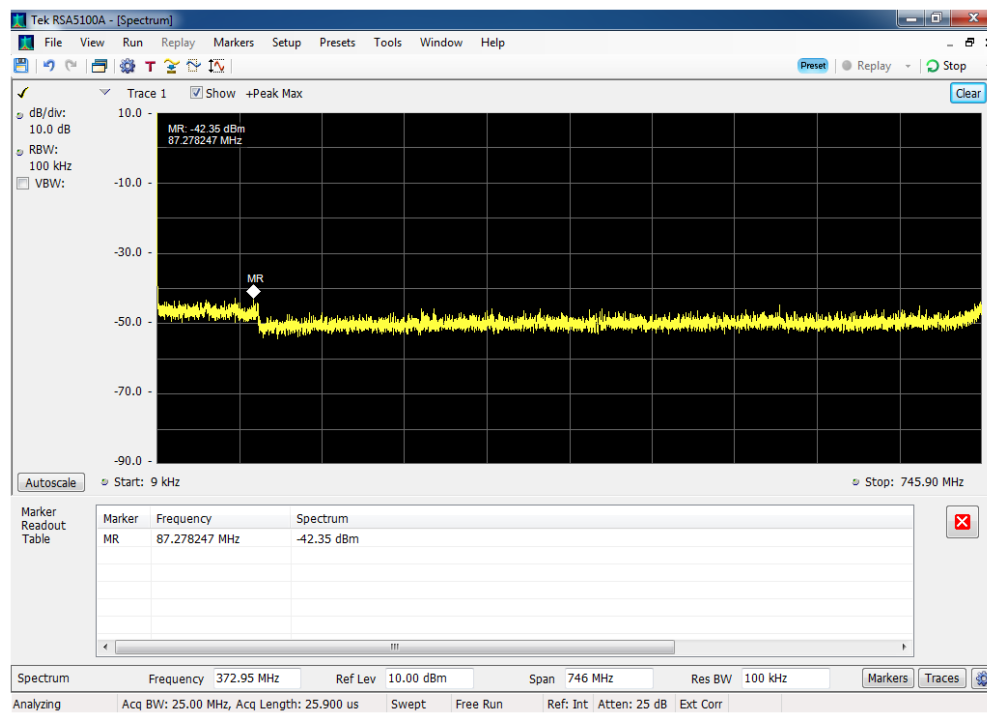 Tek RSA5100A - [Spectrum]
File View Run Replay Markers Setup Presets Tools Window Help
T Preset Replay Stop
Trace 1 Show +Peak Max Clear
dB/div:
10.0 dB
RBW:
100 kHz
VBW:
10.0
-10.0
-30.0
-50.0
-70.0
-90.0
MR: -42.35 dBm
87.278247 MHz
MR
Autoscale Start: 9 kHz Stop: 745.90 MHz
Marker
Readout
Table
Marker Frequency Spectrum
MR 87.278247 MHz -42.35 dBm
Spectrum Frequency 372.95 MHz Ref Lev 10.00 dBm Span 746 MHz Res BW 100 kHz Markers Traces
Analyzing Acq BW: 25.00 MHz, Acq Length: 25.900 us Swept Free Run Ref: Int Atten: 25 dB Ext Corr